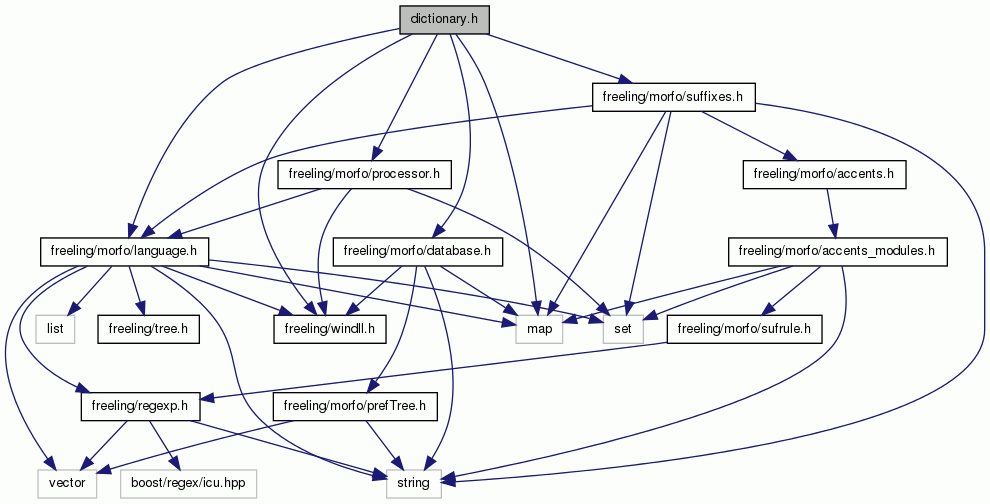 dictionary.h
freeling/morfo/suffixes.h
freeling/morfo/processor.h
freeling/morfo/accents.h
freeling/morfo/language.h
freeling/morfo/database.h
freeling/morfo/accents_modules.h
list
freeling/tree.h
freeling/windll.h
map
set
freeling/morfo/sufrule.h
freeling/regexp.h
freeling/morfo/prefTree.h
vector
boost/regex/icu.hpp
string